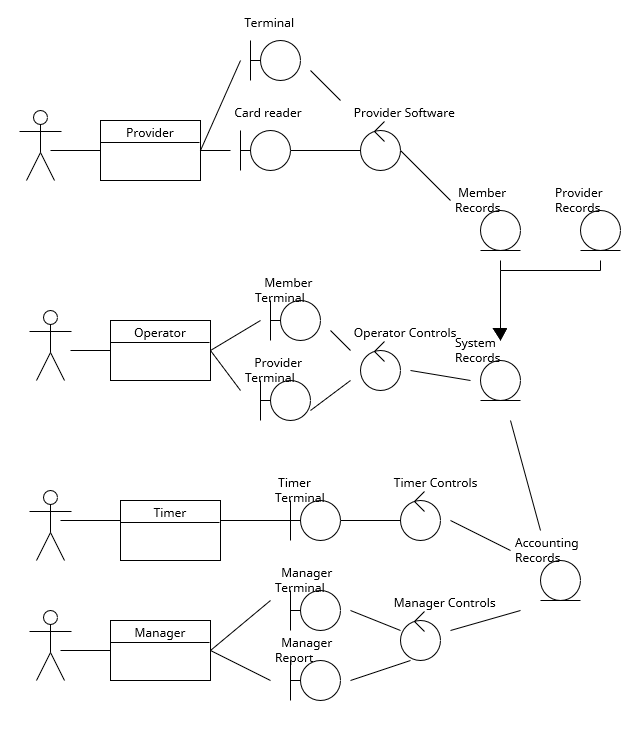 Terminal
Card reader
Provider Software
Provider
Member
Records
Provider
Records
Member
Terminal
Operator
Operator Controls
System
Records
Provider
Terminal
Timer
Terminal
Timer Controls
Timer
Accounting
Records
Manager
Terminal
Manager Controls
Manager
Manager
Report